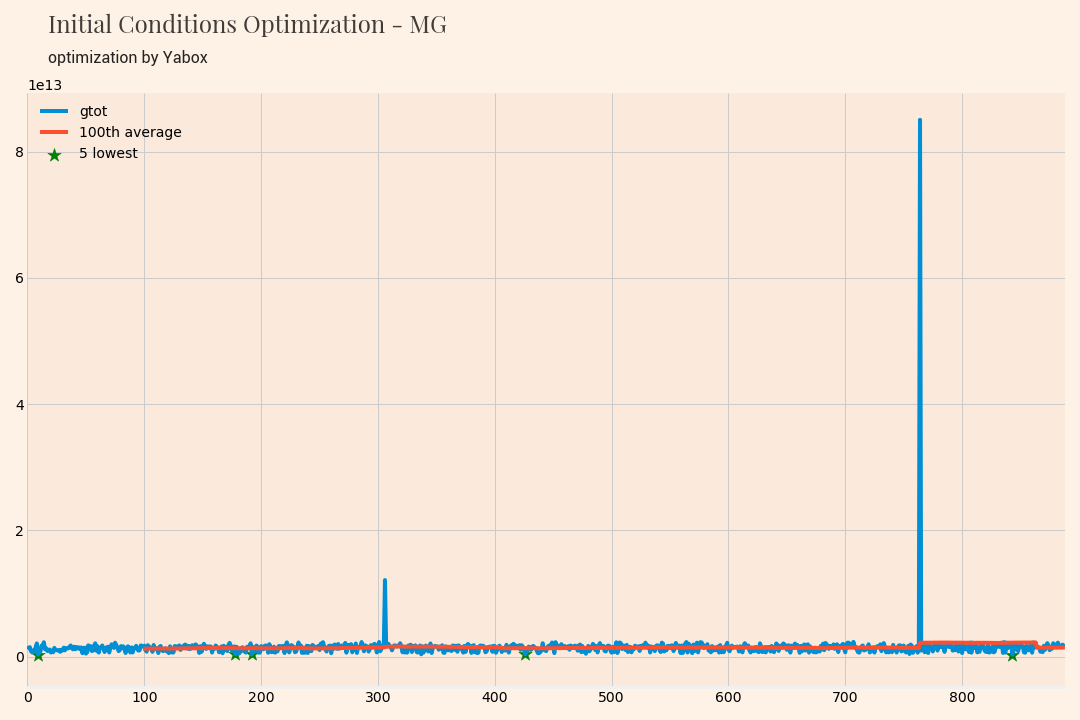 Initial Conditions Optimization - MG
optimization by Yabox
1e13
gtot
100th average
5 lowest
8
6
4
2
0
0 100 200 300 400 500 600 700 800